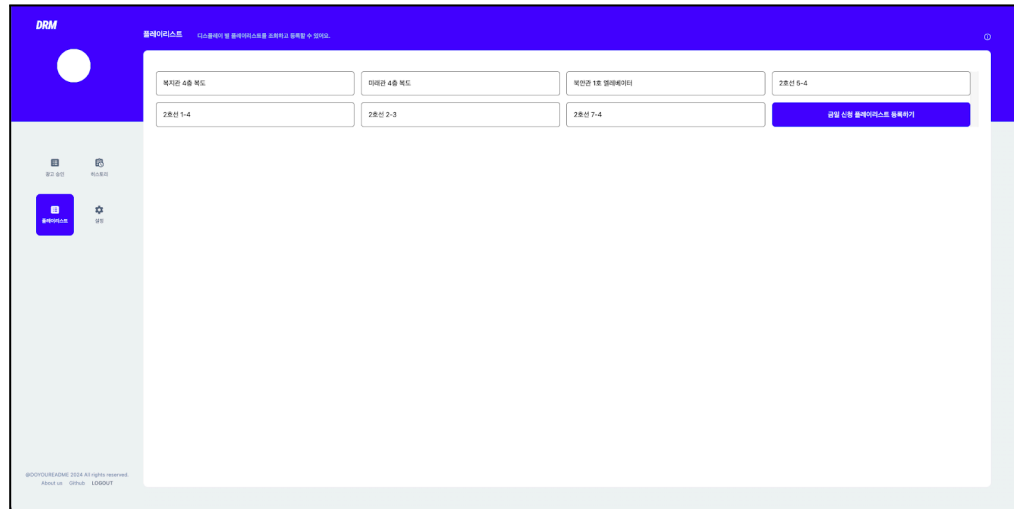 DRM
플레이리스트 디스플레이 별 플레이리스트를 조회하고 등록할 수 있어요.
복지관 4층 복도
미래관 4층 복도
북악관 1호 엘레베이터
2호선 5-4
2호선 1-4
2호선 2-3
2호선 7-4
금일 신청 플레이리스트 등록하기
광고 승인
히스토리
플레이리스트
설정
@DOYOUREADME 2024 All rights reserved.
About us Github LOGOUT